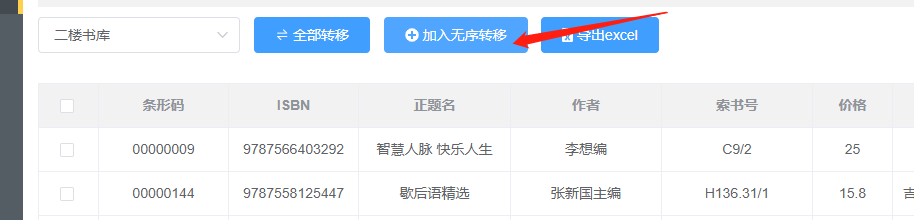 二楼书库 全部转移 加入无序转移 导出excel
条形码 ISBN 正题名 作者 索书号 价格
00000009 9787566403292 智慧人脉 快乐人生 李想编 C9/2 25
00000144 9787558125447 歇后语精选 张新国主编 H136.31/1 15.8 吉